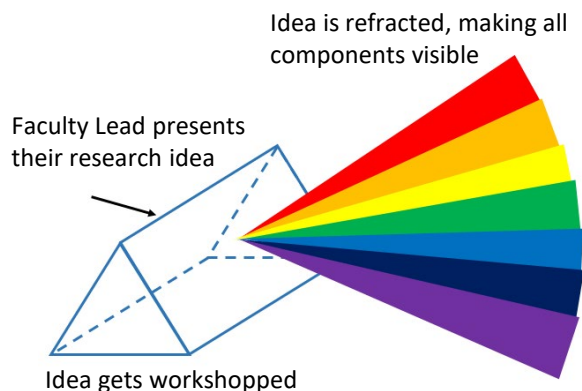 Idea is refracted, making all
components visible
Faculty Lead presents
their research idea
Idea gets workshopped